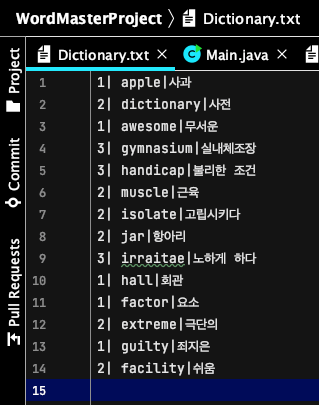 WordMasterProject 〉 Dictionary.txt
Project
Commit
Pull Requests
Dictionary.txt × Main.java ×
1 1| apple|사과
2 2| dictionary|사전
3 1| awesome|무서운
4 3| gymnasium|실내체조장
5 3| handicap|불리한 조건
6 2| muscle|근육
7 2| isolate|고립시키다
8 2| jar|항아리
9 3| irraitae|노하게 하다
10 1| hall|회관
11 1| factor|요소
12 2| extreme|극단의
13 1| guilty|죄지은
14 2| facility|쉬움
15